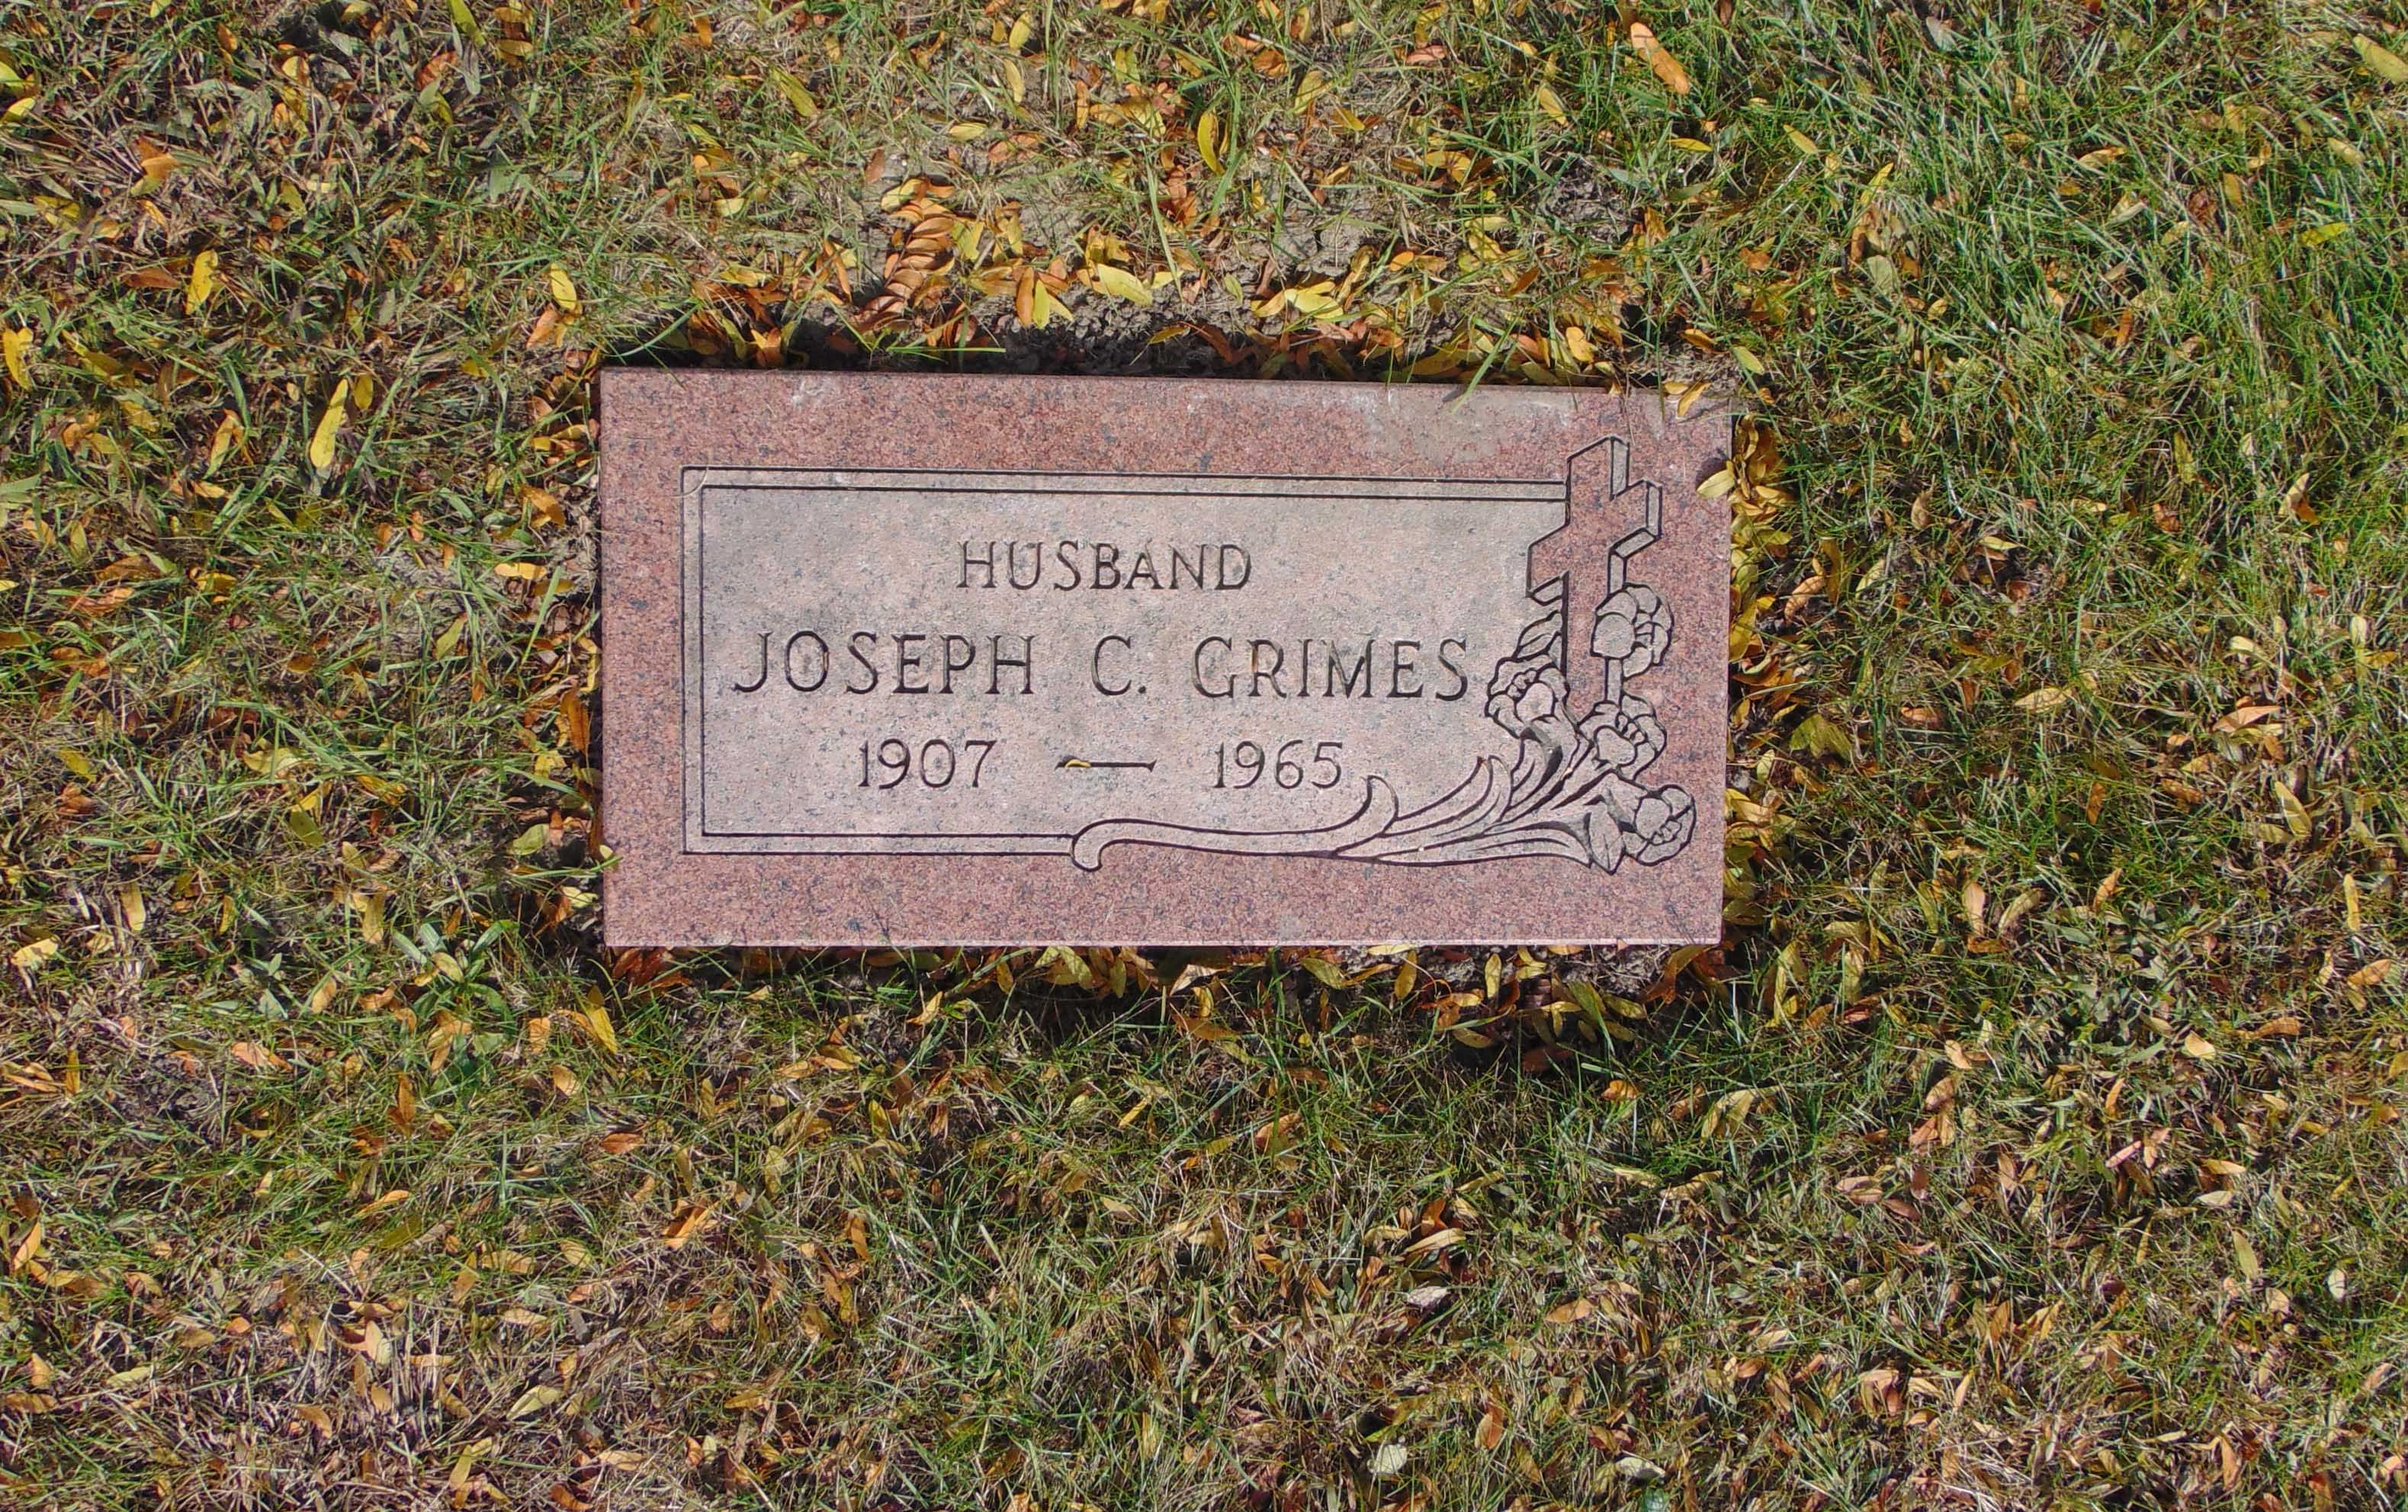 HUSBAND
JOSEPH C. GRIMES
1907 — 1965